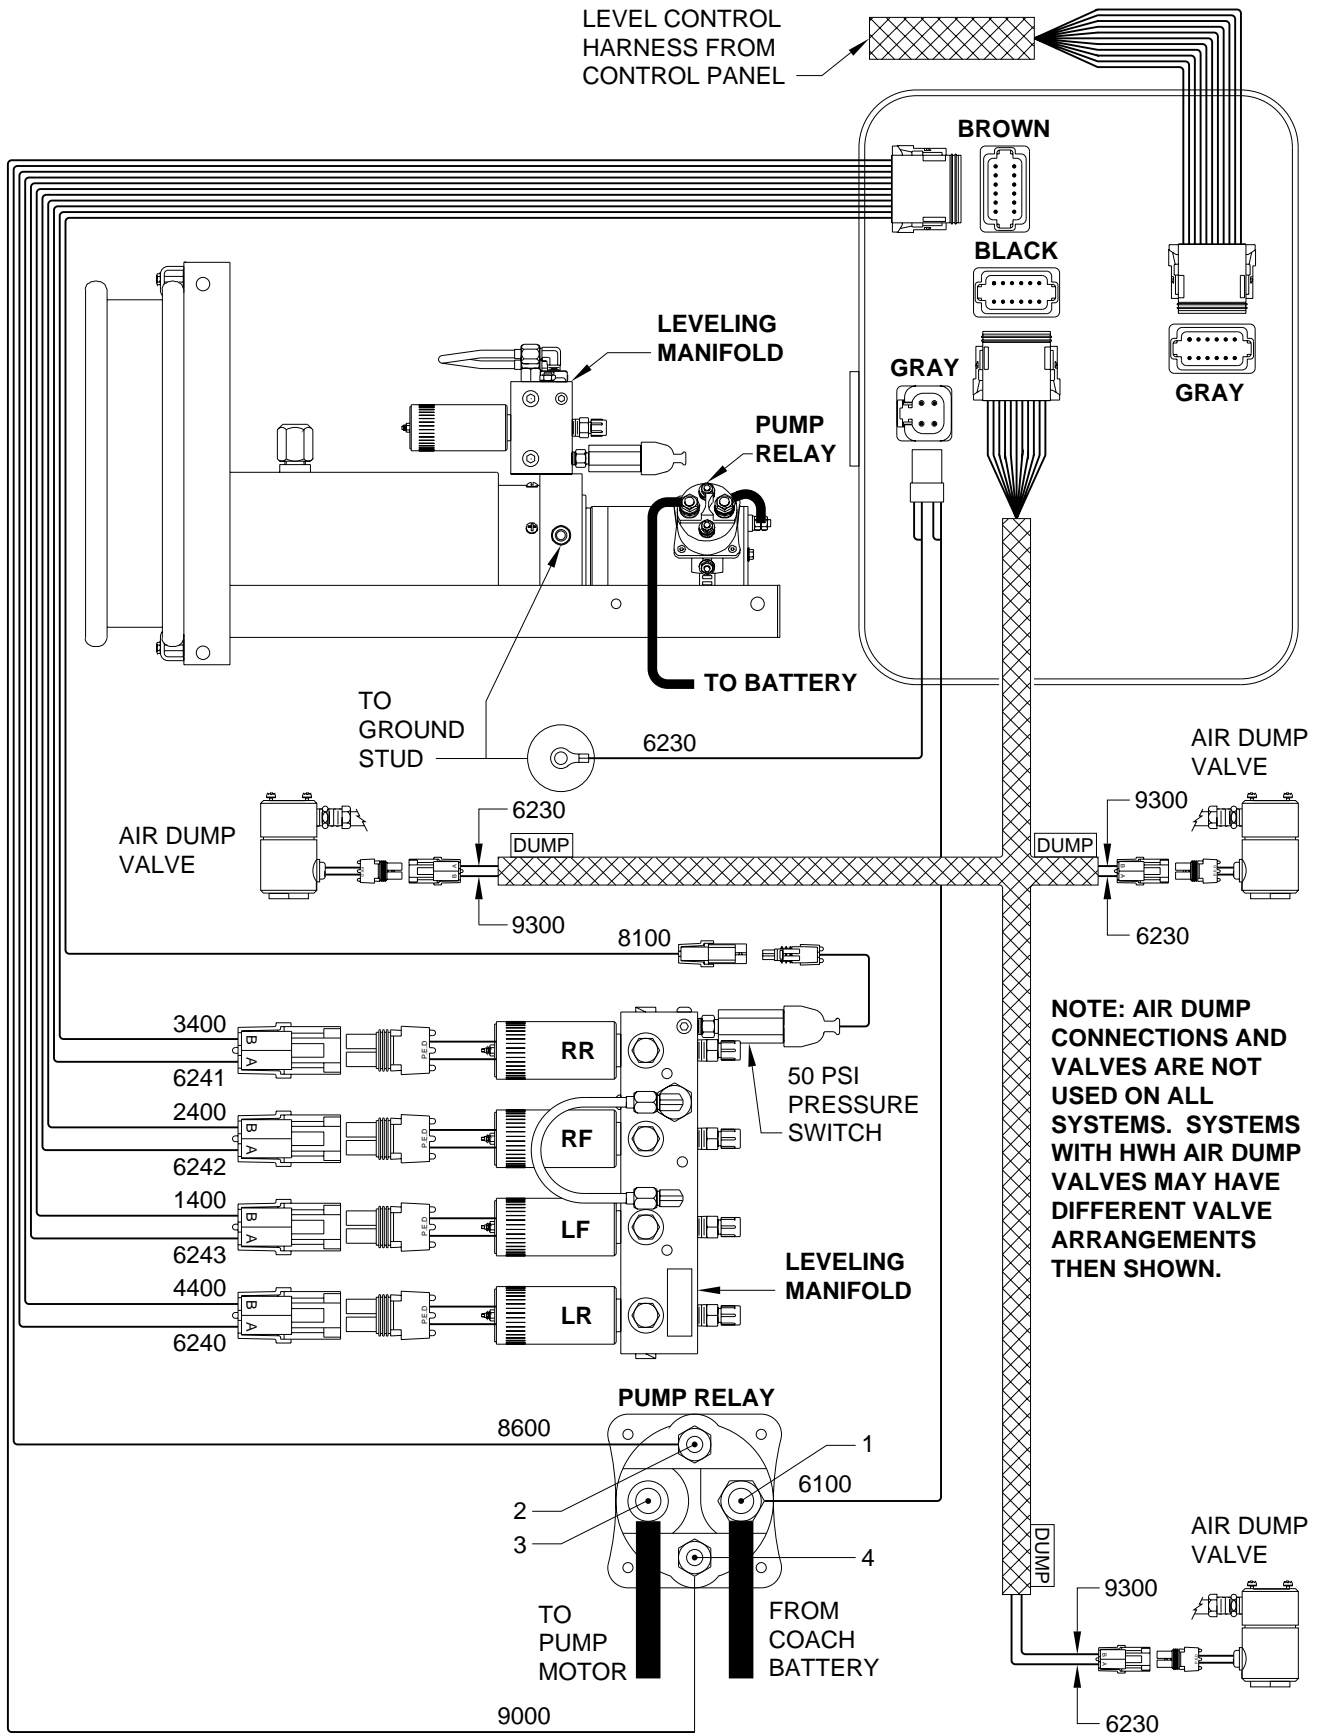 LEVEL CONTROL
HARNESS FROM
CONTROL PANEL
BROWN
BLACK
GRAY
GRAY
LEVELING
MANIFOLD
PUMP
RELAY
TO BATTERY
TO
GROUND
STUD
6230
AIR DUMP
VALVE
6230
DUMP
9300
DUMP
9300
AIR DUMP
VALVE
6230
B
A
B
A
8100
3400
B
A
6241
P.E.D
RR
2400
B
A
6242
P.E.D
RF
1400
B
A
6243
P.E.D
LF
4400
B
A
6240
P.E.D
LR
50 PSI
PRESSURE
SWITCH
LEVELING
MANIFOLD
NOTE: AIR DUMP
CONNECTIONS AND
VALVES ARE NOT
USED ON ALL
SYSTEMS. SYSTEMS
WITH HWH AIR DUMP
VALVES MAY HAVE
DIFFERENT VALVE
ARRANGEMENTS
THEN SHOWN.
PUMP RELAY
8600
1
6100
2
3
4
TO
PUMP
MOTOR
FROM
COACH
BATTERY
9000
DUMP
AIR DUMP
VALVE
9300
B
A
6230